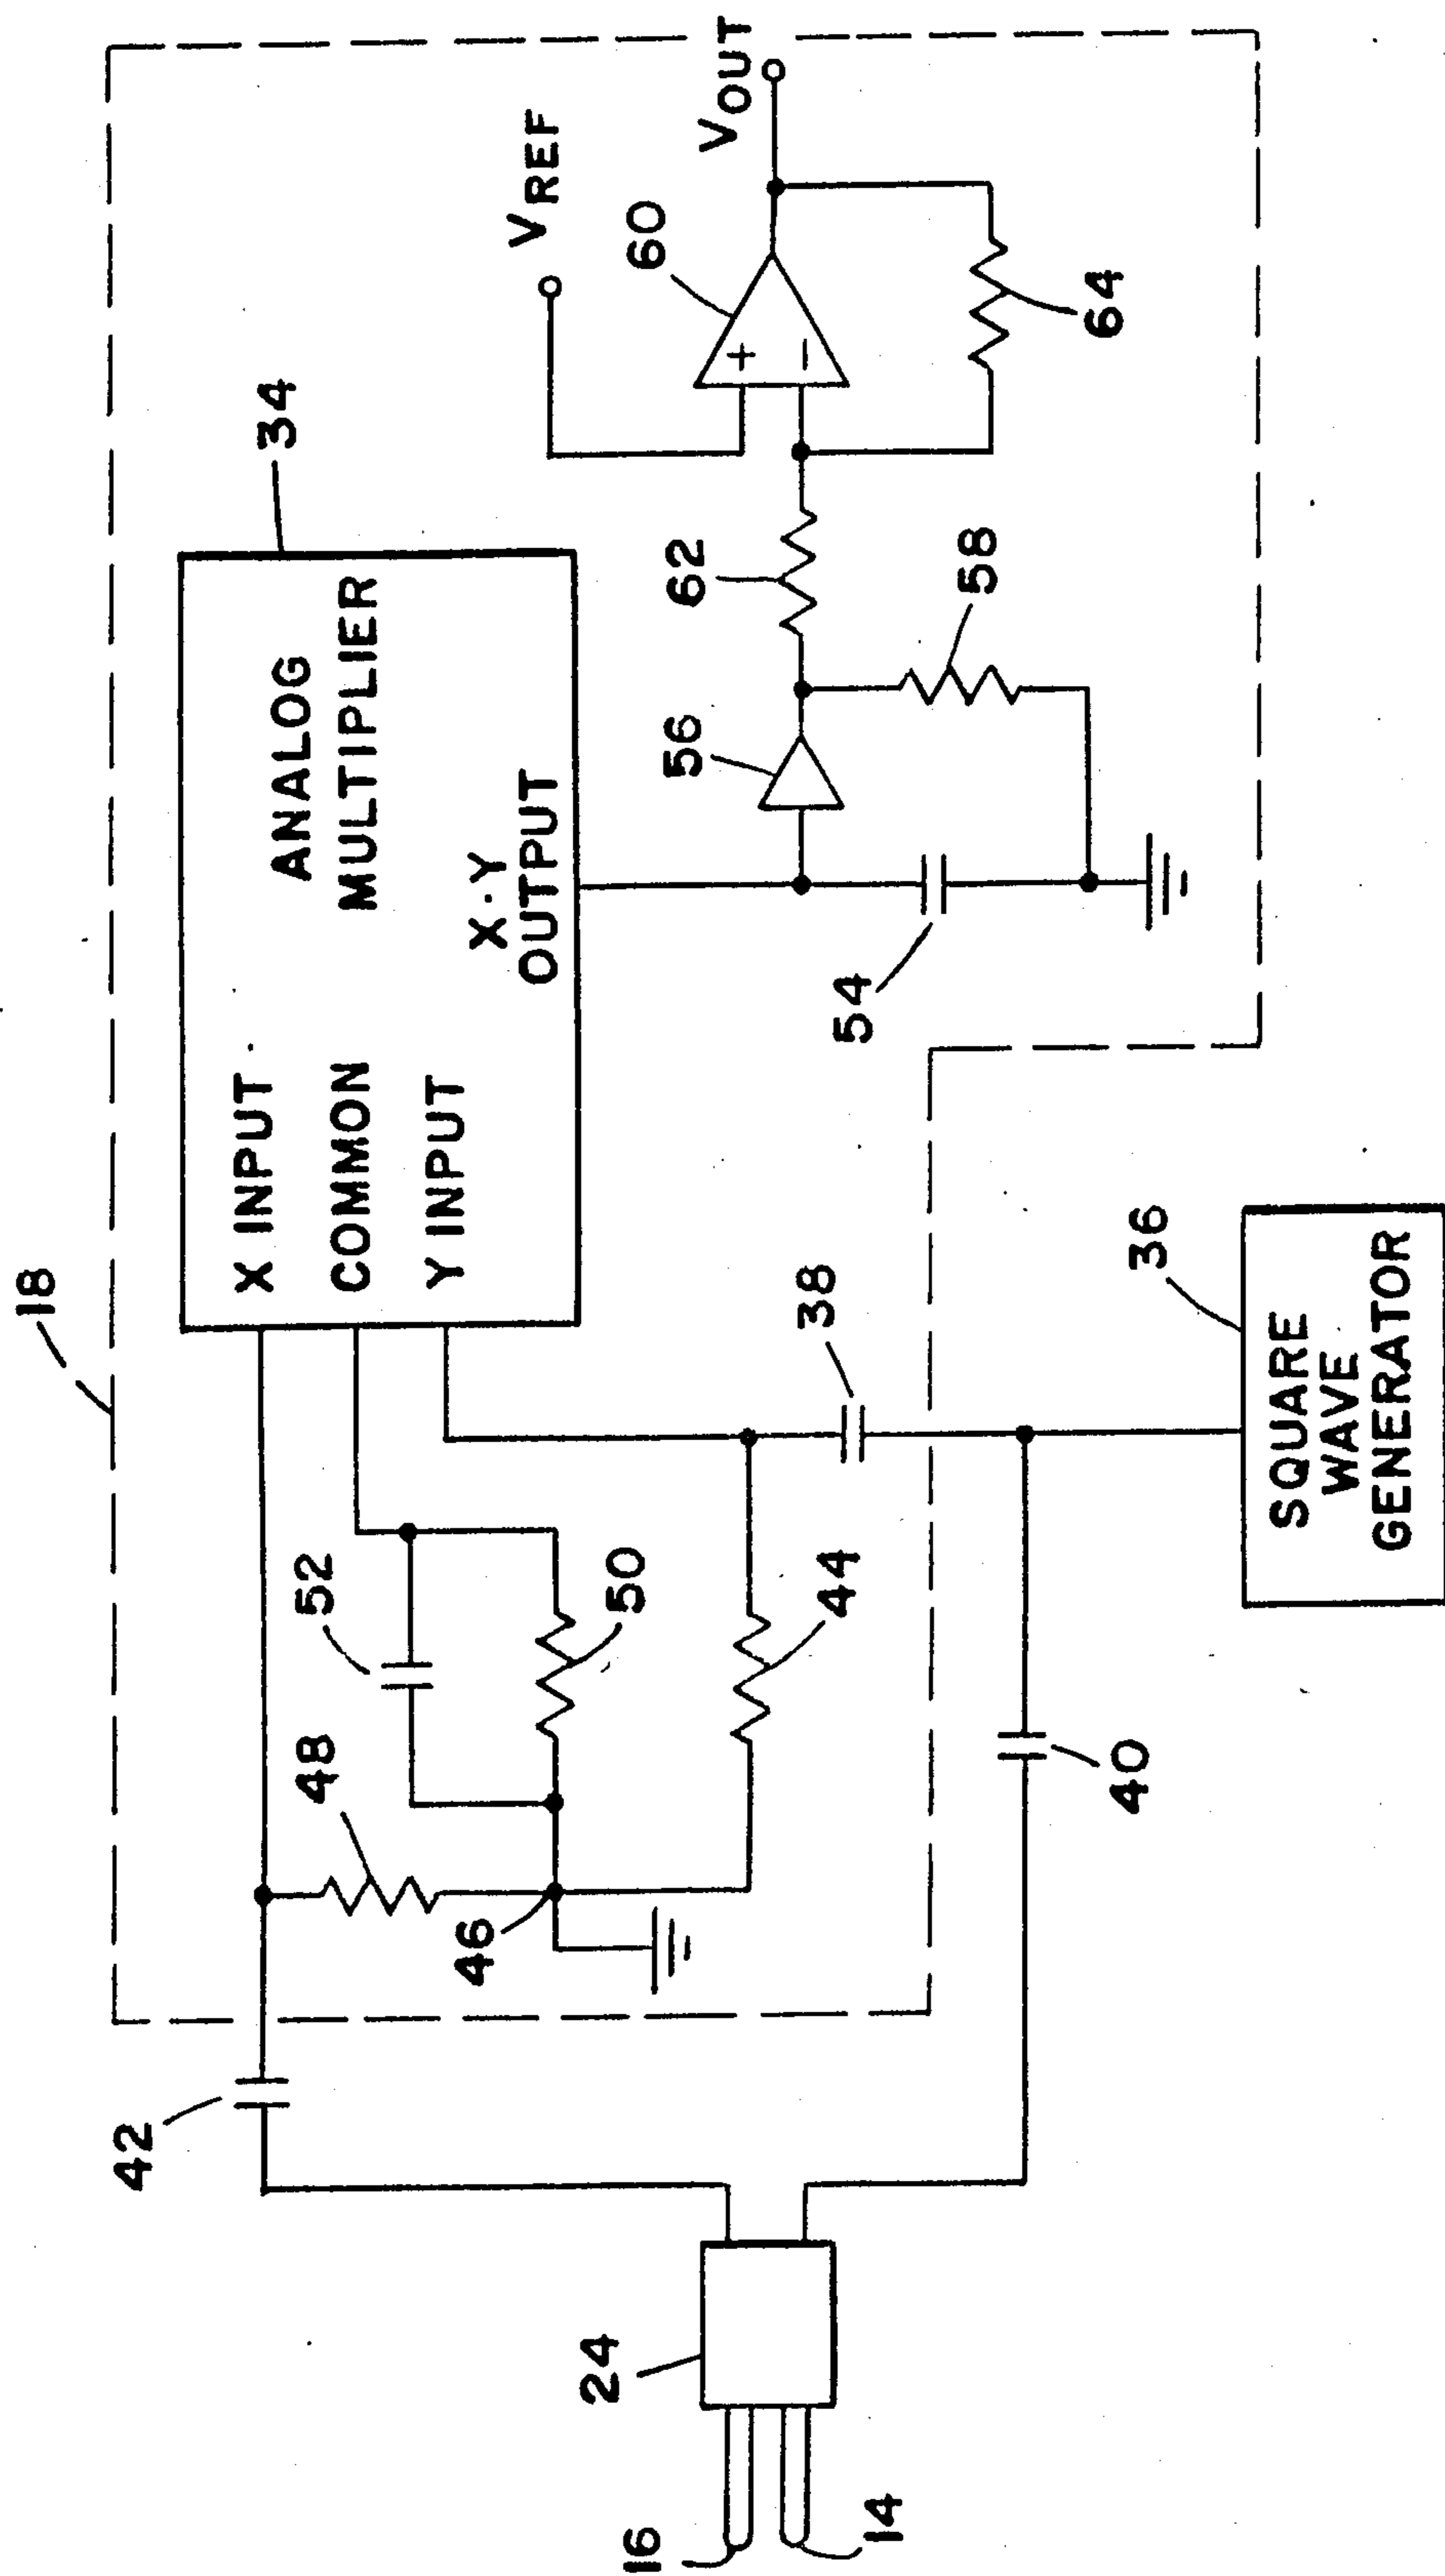 18
34
X INPUT
COMMON
Y INPUT
ANALOG
MULTIPLIER
X·Y
OUTPUT
VREF
VOUT
60
+
−
64
62
56
58
54
42
48
52
46
50
44
38
40
24
16
14
36
SQUARE
WAVE
GENERATOR